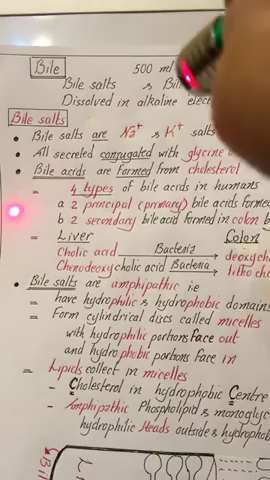 Bile 500 ml
Bile salts & Bil
Dissolved in alkaline elect
Bile salts
• Bile salts are Na+ & K+ salts
• All secreted conjugated with glycine
• Bile acids are formed from cholesterol
= 4 types of bile acids in humans
a 2 principal (primary) bile acids formed
b 2 secondary bile acid formed in colon b
= Liver Colon
Cholic acid Bacteria deoxych
Chenodeoxycholic acid Bacteria litho cho
• Bile salts are amphipathic i.e
= have hydrophilic & hydrophobic domains
= Form cylindrical discs called micelles
with hydrophilic portions face out
and hydrophobic portions face in
= Lipids collect in micelles
- Cholesterol in hydrophobic Centre
- Amphipathic Phospholipid & monoglyc
hydrophilic Heads outside & hydrophob